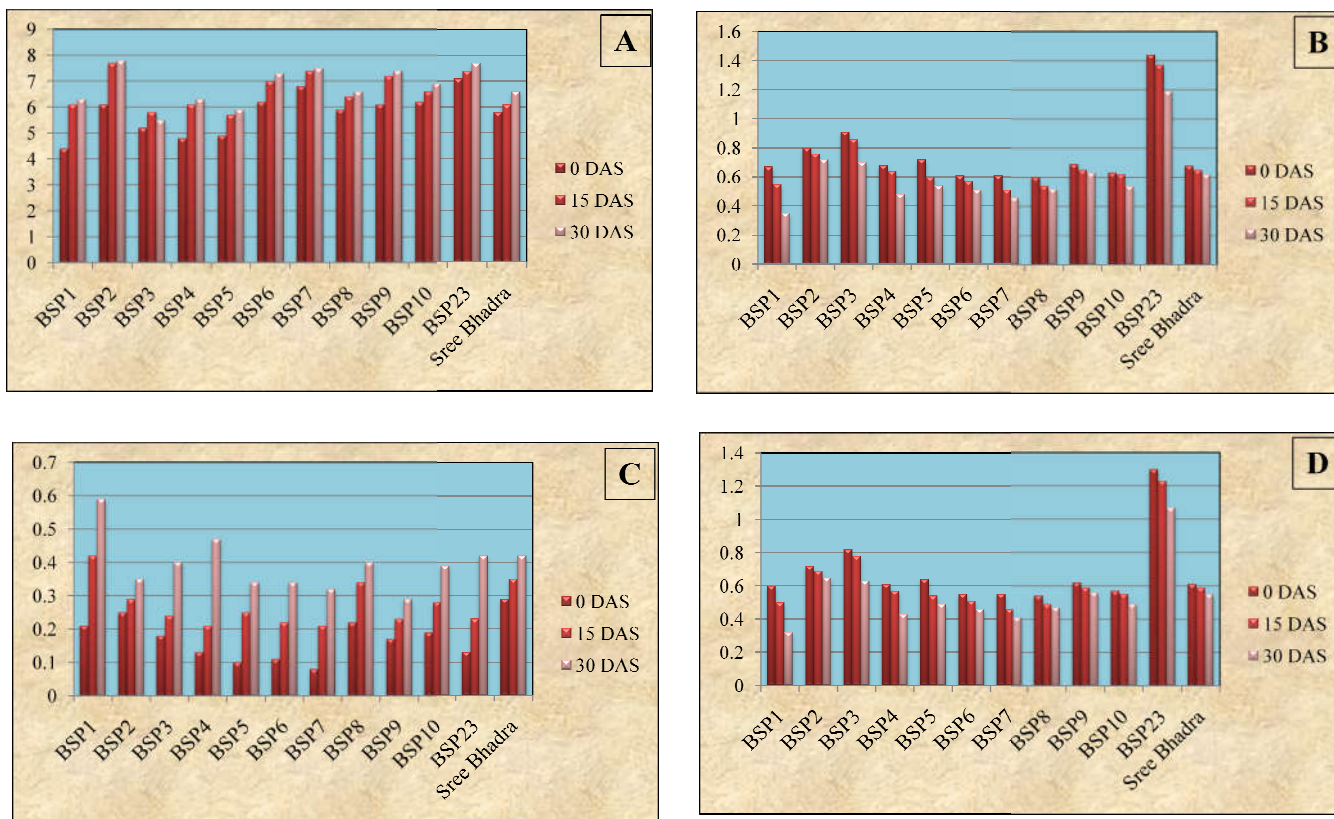 A
9
8
7
6
5
4
3
2
1
0
BSP1 BSP2 BSP3 BSP4 BSP5 BSP6 BSP7 BSP8 BSP9 BSP10 BSP23 Sree Bhadra
0 DAS
15 DAS
30 DAS
B
1.6
1.4
1.2
1
0.8
0.6
0.4
0.2
0
BSP1 BSP2 BSP3 BSP4 BSP5 BSP6 BSP7 BSP8 BSP9 BSP10 BSP23 Sree Bhadra
0 DAS
15 DAS
30 DAS
C
0.7
0.6
0.5
0.4
0.3
0.2
0.1
0
BSP1 BSP2 BSP3 BSP4 BSP5 BSP6 BSP7 BSP8 BSP9 BSP10 BSP23 Sree Bhadra
0 DAS
15 DAS
30 DAS
D
1.4
1.2
1
0.8
0.6
0.4
0.2
0
BSP1 BSP2 BSP3 BSP4 BSP5 BSP6 BSP7 BSP8 BSP9 BSP10 BSP23 Sree Bhadra
0 DAS
15 DAS
30 DAS